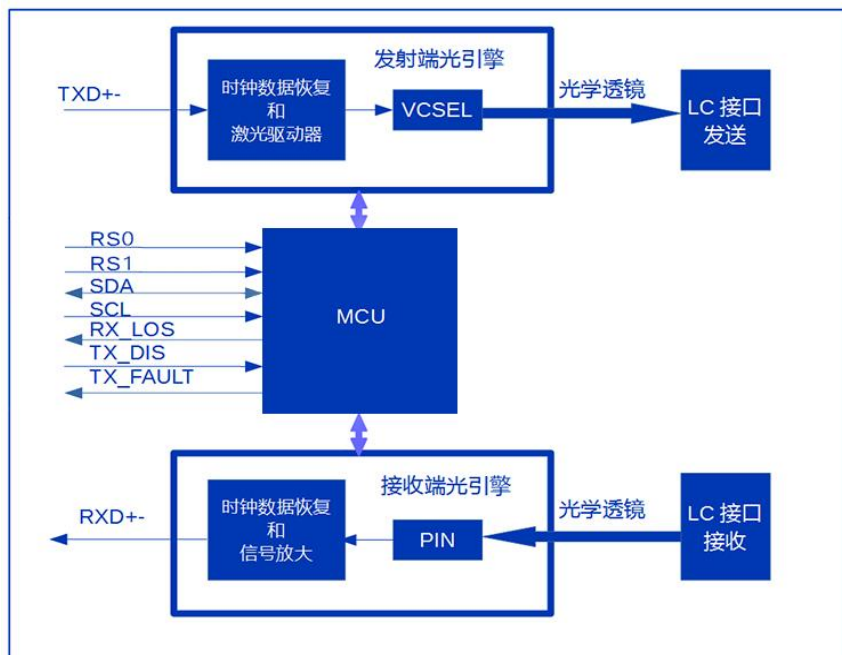 发射端光引擎
时钟数据恢复
和
激光驱动器
TXD+-
VCSEL
光学透镜
LC 接口
发送
RS0
RS1
SDA
SCL
RX_LOS
TX_DIS
TX_FAULT
MCU
接收端光引擎
时钟数据恢复
和
信号放大
RXD+-
PIN
光学透镜
LC 接口
接收